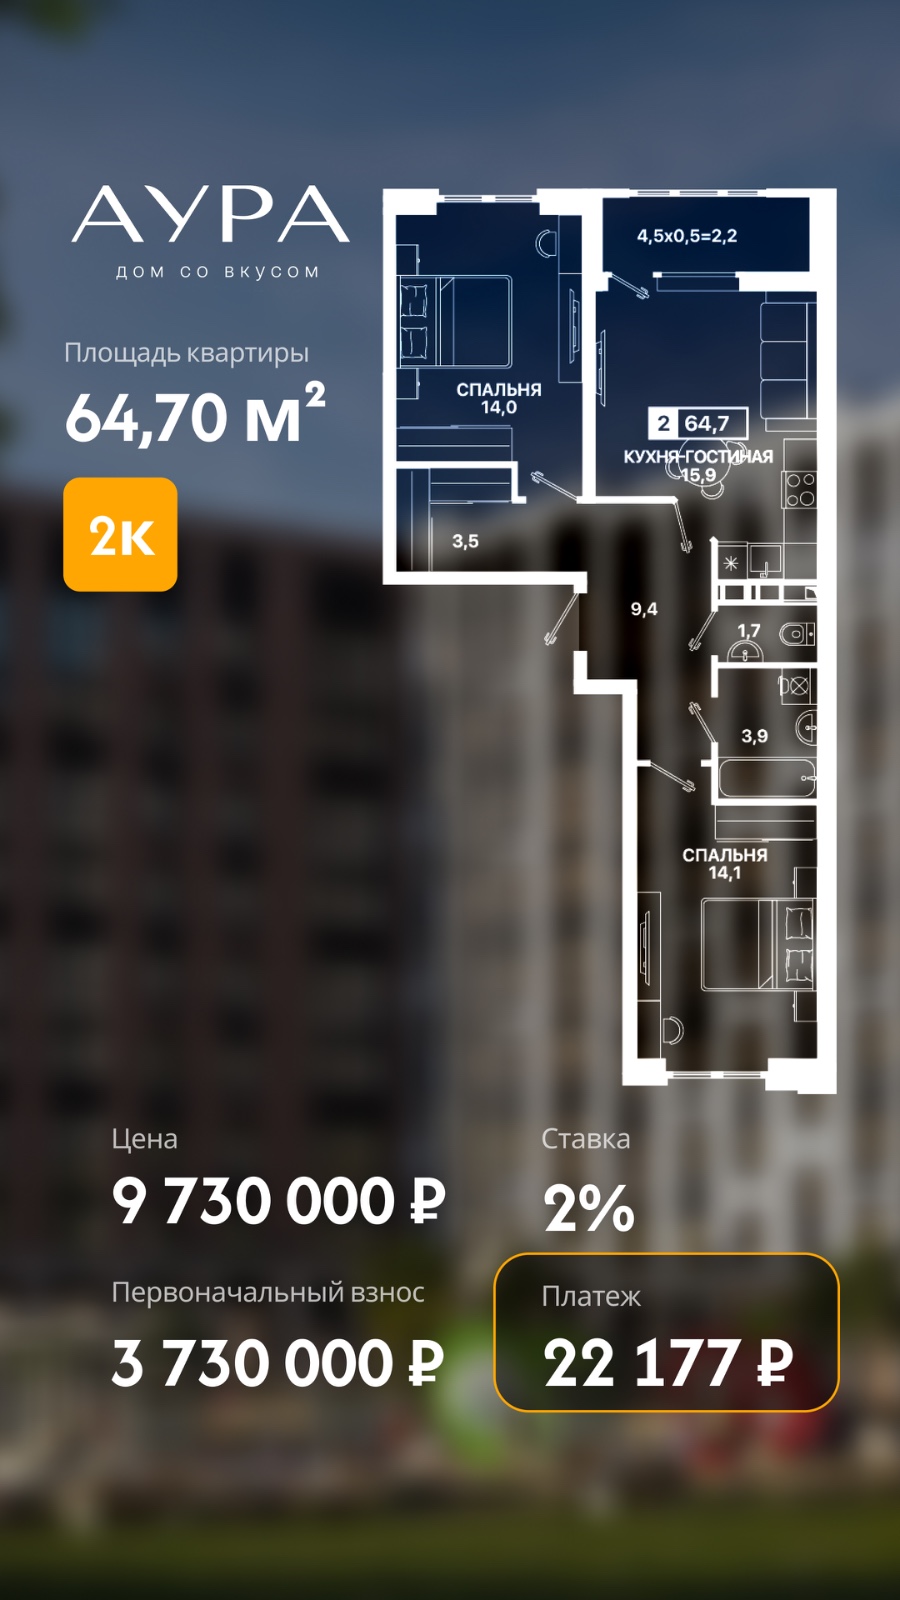 АУРА
ДОМ СО ВКУСОМ
Площадь квартиры
64,70 м²
2к
4,5х0,5=2,2
СПАЛЬНЯ
14,0
2 64,7
КУХНЯ-ГОСТИНАЯ
15,9
3,5
9,4
1,7
3,9
СПАЛЬНЯ
14,1
Цена
9 730 000 ₽
Ставка
2%
Первоначальный взнос
3 730 000 ₽
Платеж
22 177 ₽